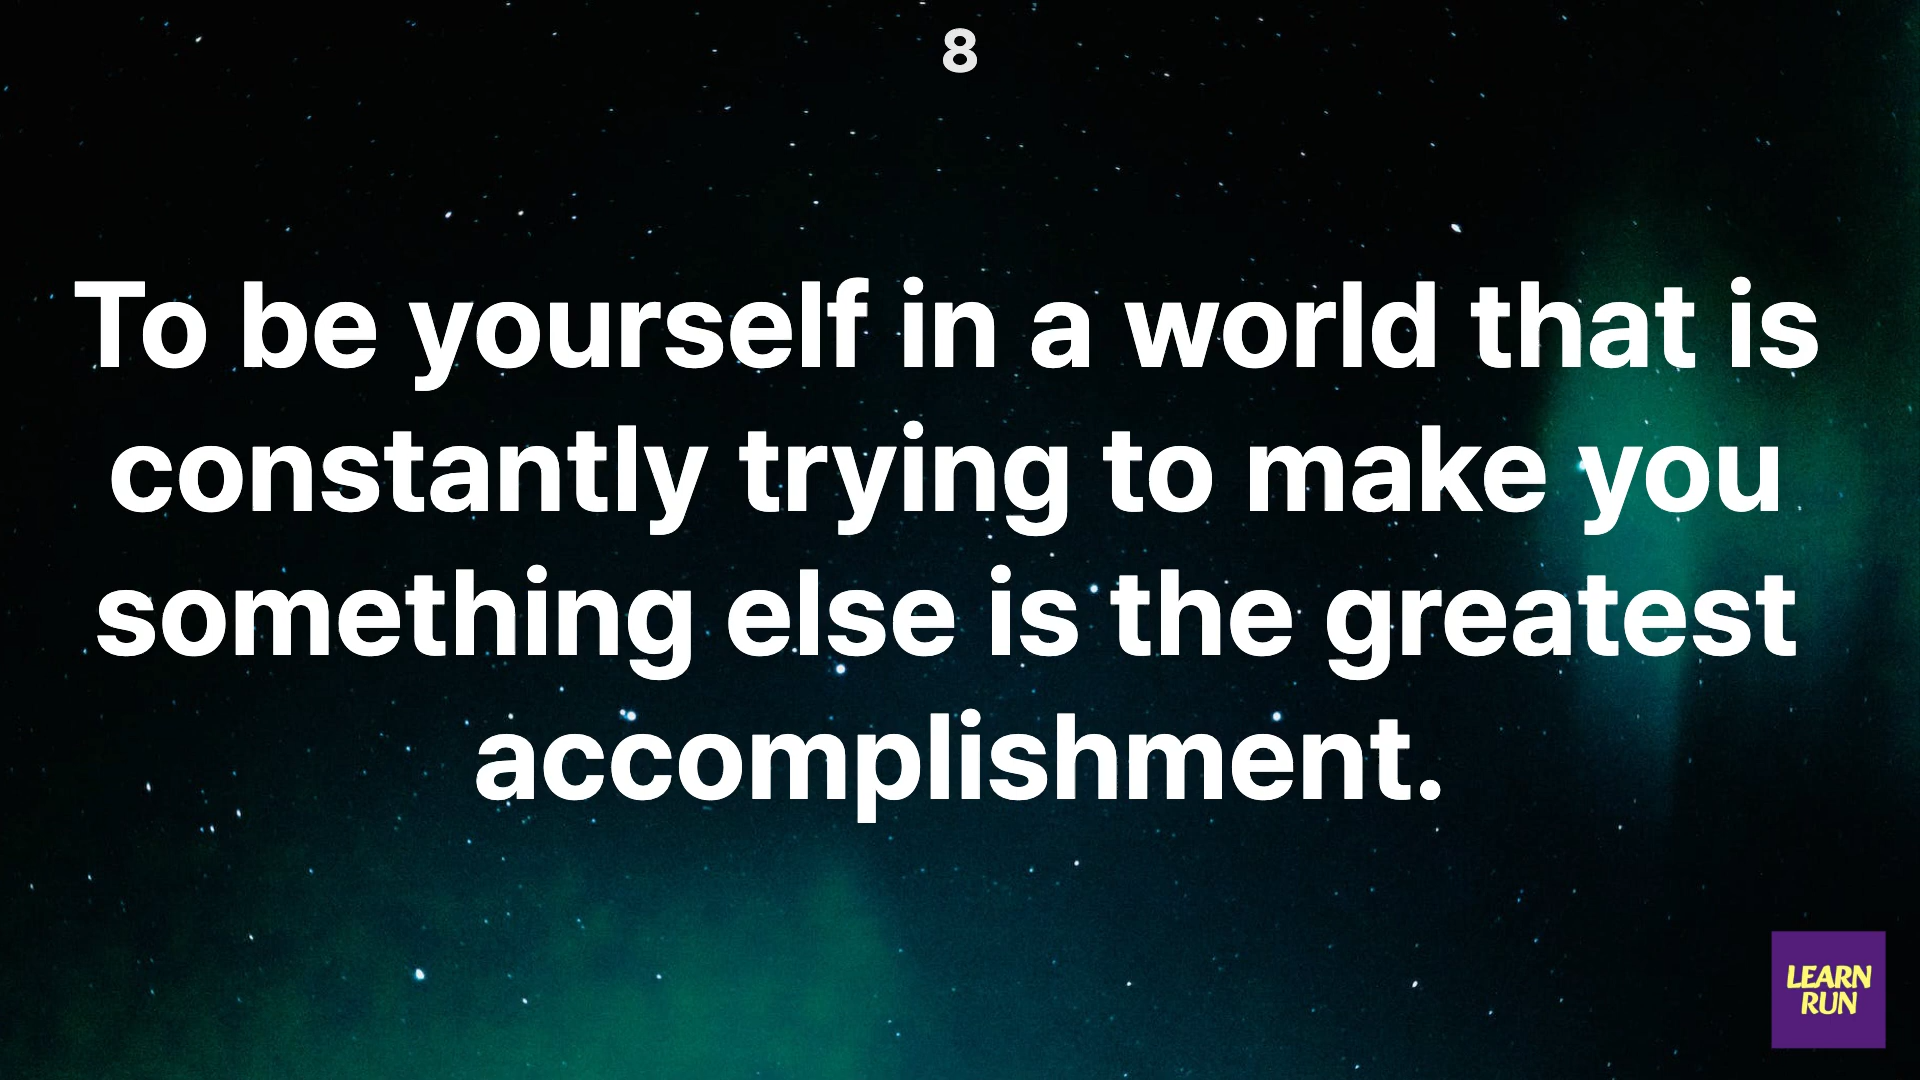 8
To be yourself in a world that is
constantly trying to make you
something else is the greatest
accomplishment.
LEARN
RUN